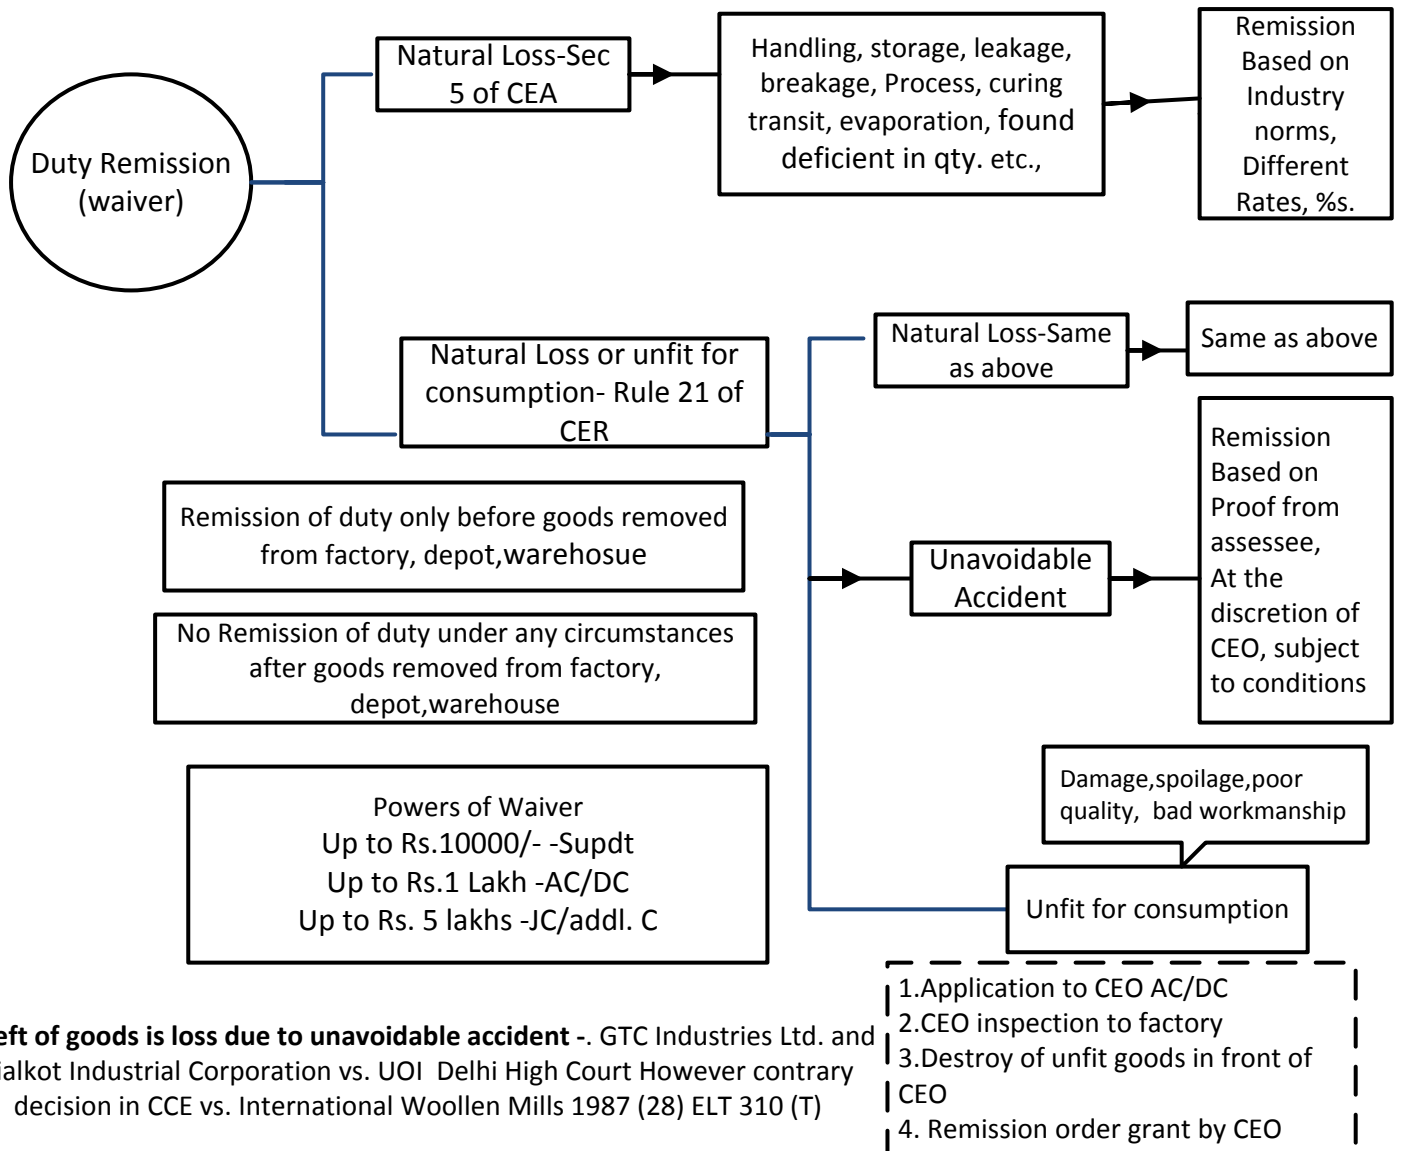 Duty Remission
(waiver)
Natural Loss-Sec
5 of CEA
Handling, storage, leakage,
breakage, Process, curing
transit, evaporation, found
deficient in qty. etc.,
Remission
Based on
Industry
norms,
Different
Rates, %s.
Natural Loss or unfit for
consumption- Rule 21 of
CER
Natural Loss-Same
as above
Same as above
Unavoidable
Accident
Remission
Based on
Proof from
assessee,
At the
discretion of
CEO, subject
to conditions
Remission of duty only before goods removed
from factory, depot,warehosue
No Remission of duty under any circumstances
after goods removed from factory,
depot,warehouse
Powers of Waiver
Up to Rs.10000/- -Supdt
Up to Rs.1 Lakh -AC/DC
Up to Rs. 5 lakhs -JC/addl. C
Damage,spoilage,poor
quality, bad workmanship
Unfit for consumption
1.Application to CEO AC/DC
2.CEO inspection to factory
3.Destroy of unfit goods in front of
CEO
4. Remission order grant by CEO
eft of goods is loss due to unavoidable accident -. GTC Industries Ltd. and
ialkot Industrial Corporation vs. UOI Delhi High Court However contrary
decision in CCE vs. International Woollen Mills 1987 (28) ELT 310 (T)